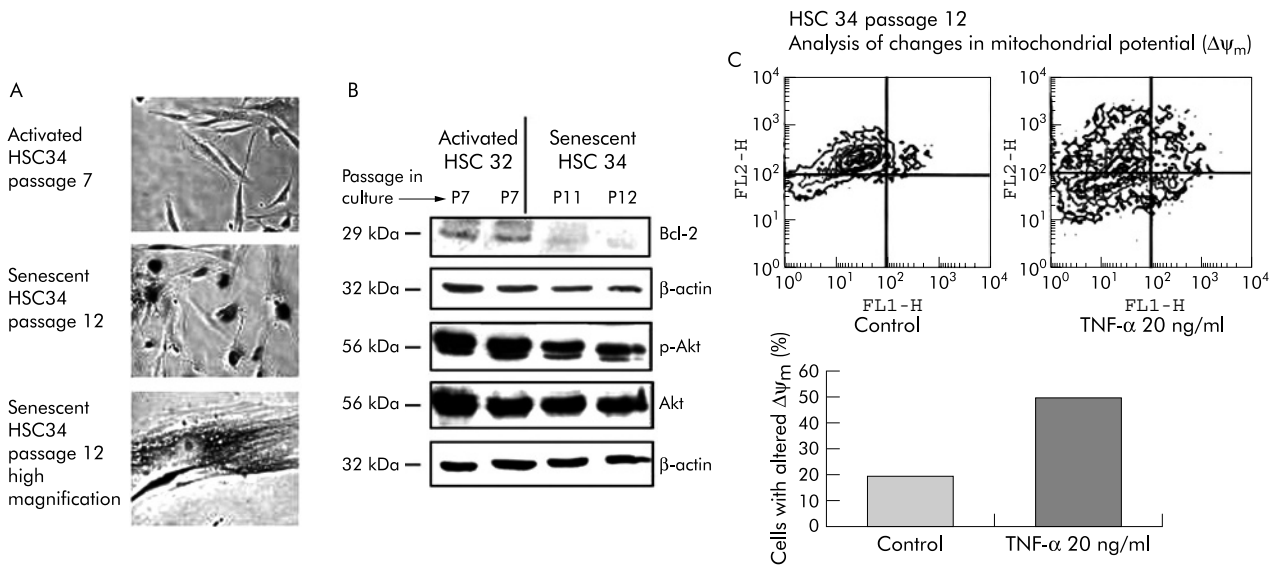 A
Activated
HSC34
passage 7
Senescent
HSC34
passage 12
Senescent
HSC34
passage 12
high
magnification
B
Activated
HSC 32
Senescent
HSC 34
Passage in
culture
P7
P7
P11
P12
29 kDa
Bcl-2
32 kDa
β-actin
56 kDa
p-Akt
56 kDa
Akt
32 kDa
β-actin
HSC 34 passage 12
Analysis of changes in mitochondrial potential (Δψm)
C
10⁴
10³
10²
10¹
10⁰
FL2-H
10⁰ 10¹ 10² 10³ 10⁴
FL1-H
Control
10⁴
10³
10²
10¹
10⁰
FL2-H
10⁰ 10¹ 10² 10³ 10⁴
FL1-H
TNF-α 20 ng/ml
Cells with altered Δψm (%)
60
50
40
30
20
10
0
Control
TNF-α 20 ng/ml